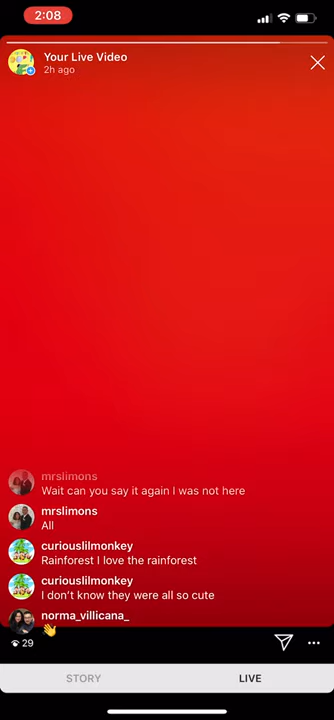 2:08
Your Live Video
2h ago
mrslimons
Wait can you say it again I was not here
mrslimons
All
curiouslilmonkey
Rainforest I love the rainforest
curiouslilmonkey
I don't know they were all so cute
norma_villicana_
👋
29
STORY LIVE